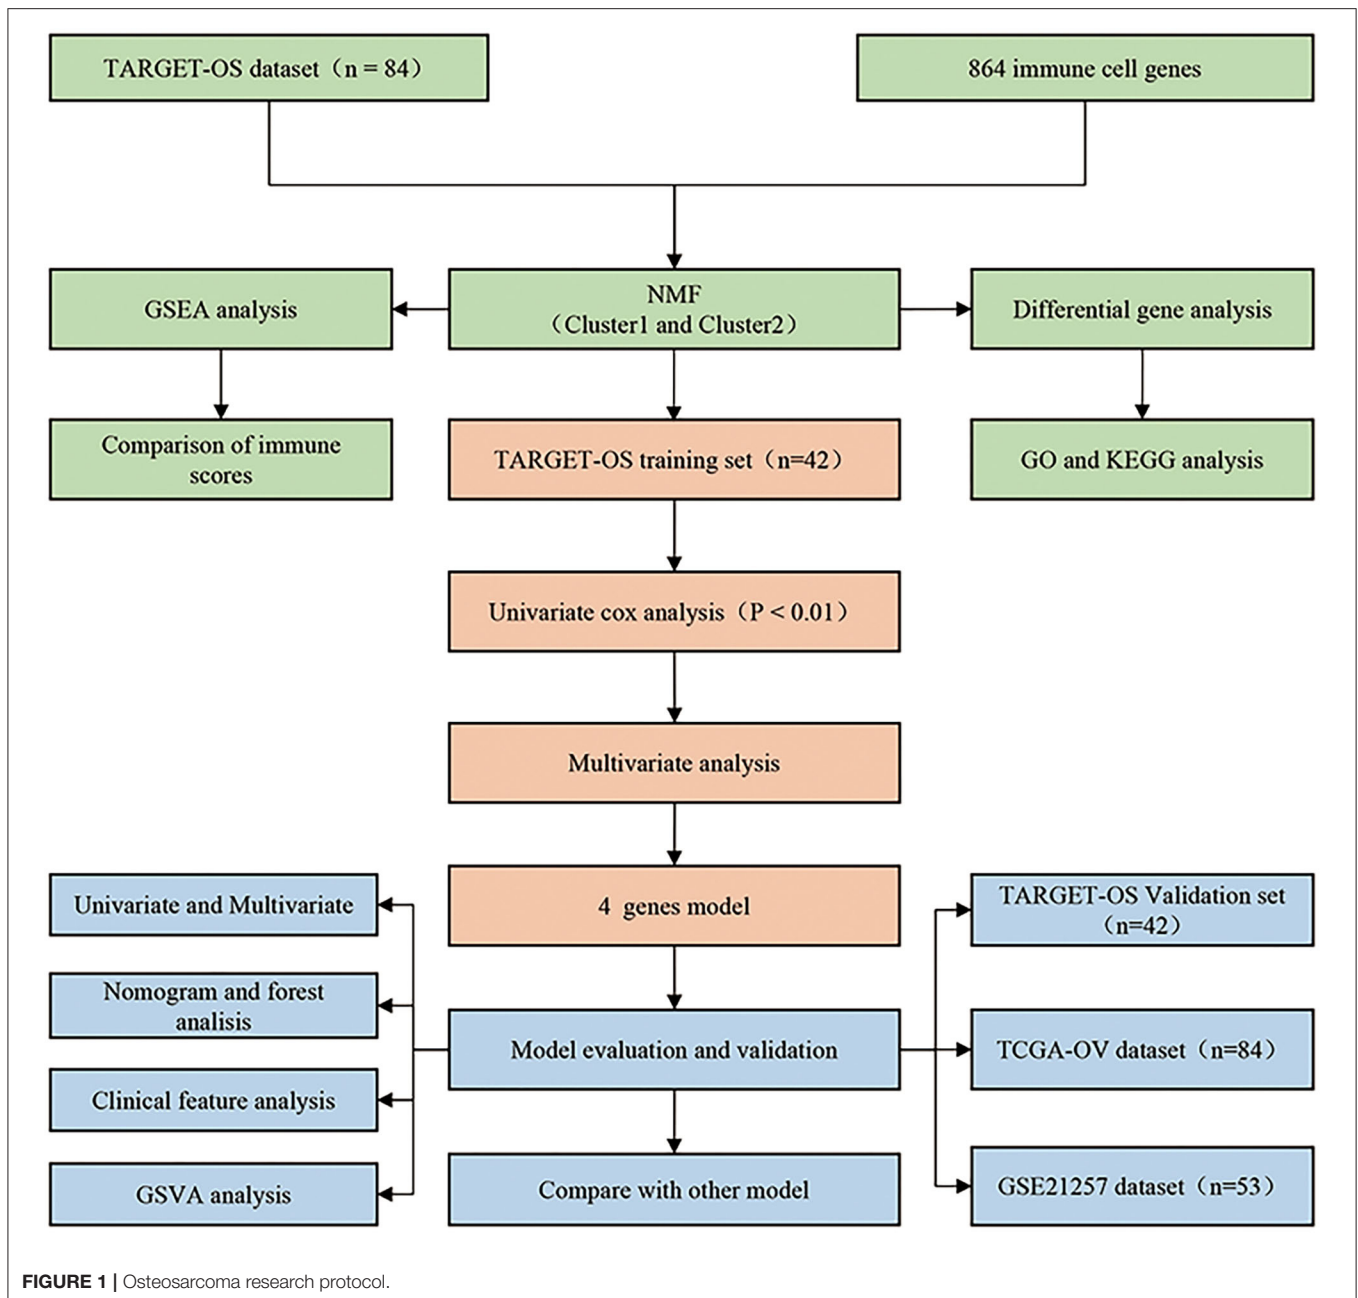 TARGET-OS dataset（n = 84）
864 immune cell genes
GSEA analysis
NMF
（Cluster1 and Cluster2）
Differential gene analysis
Comparison of immune
scores
TARGET-OS training set（n=42）
GO and KEGG analysis
Univariate cox analysis（P < 0.01）
Multivariate analysis
4 genes model
Univariate and Multivariate
Nomogram and forest
analisis
Clinical feature analysis
GSVA analysis
Model evaluation and validation
Compare with other model
TARGET-OS Validation set
（n=42）
TCGA-OV dataset（n=84）
GSE21257 dataset（n=53）
FIGURE 1 | Osteosarcoma research protocol.